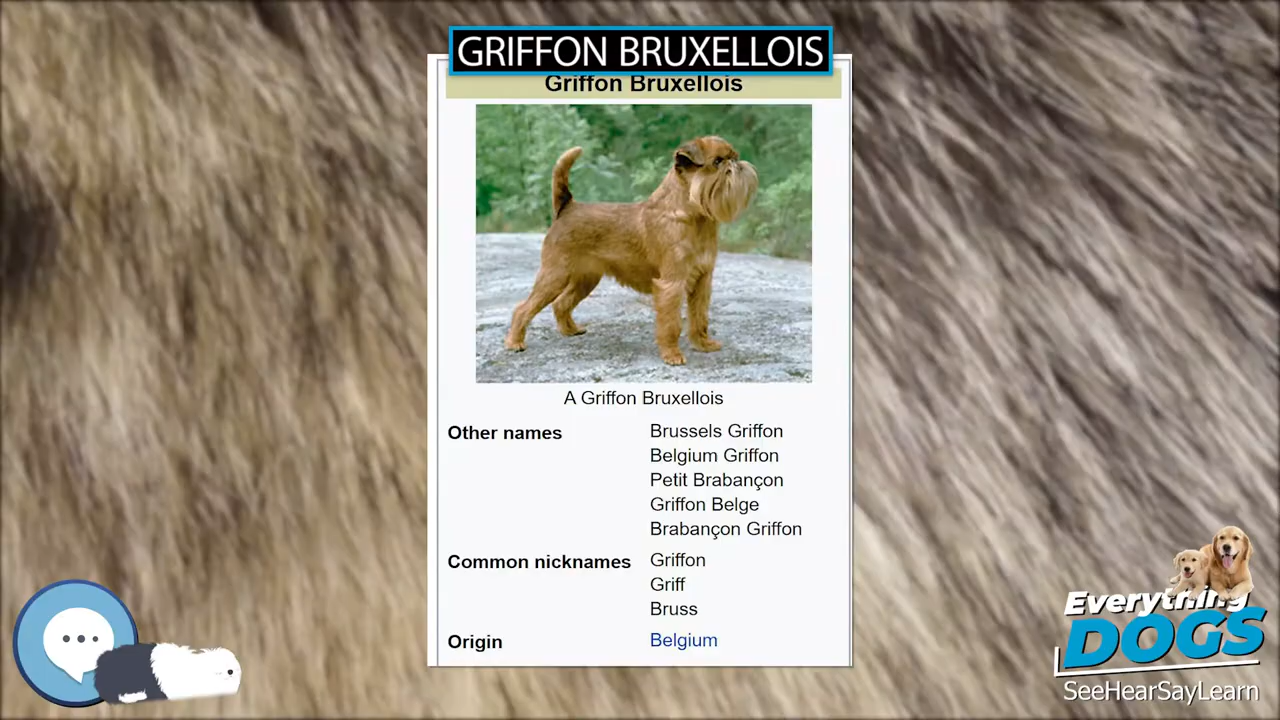 GRIFFON BRUXELLOIS
Griffon Bruxellois
A Griffon Bruxellois
Other names
Brussels Griffon
Belgium Griffon
Petit Brabançon
Griffon Belge
Brabançon Griffon
Common nicknames
Griffon
Griff
Bruss
Origin
Belgium
Everything
DOGS
SeeHearSayLearn